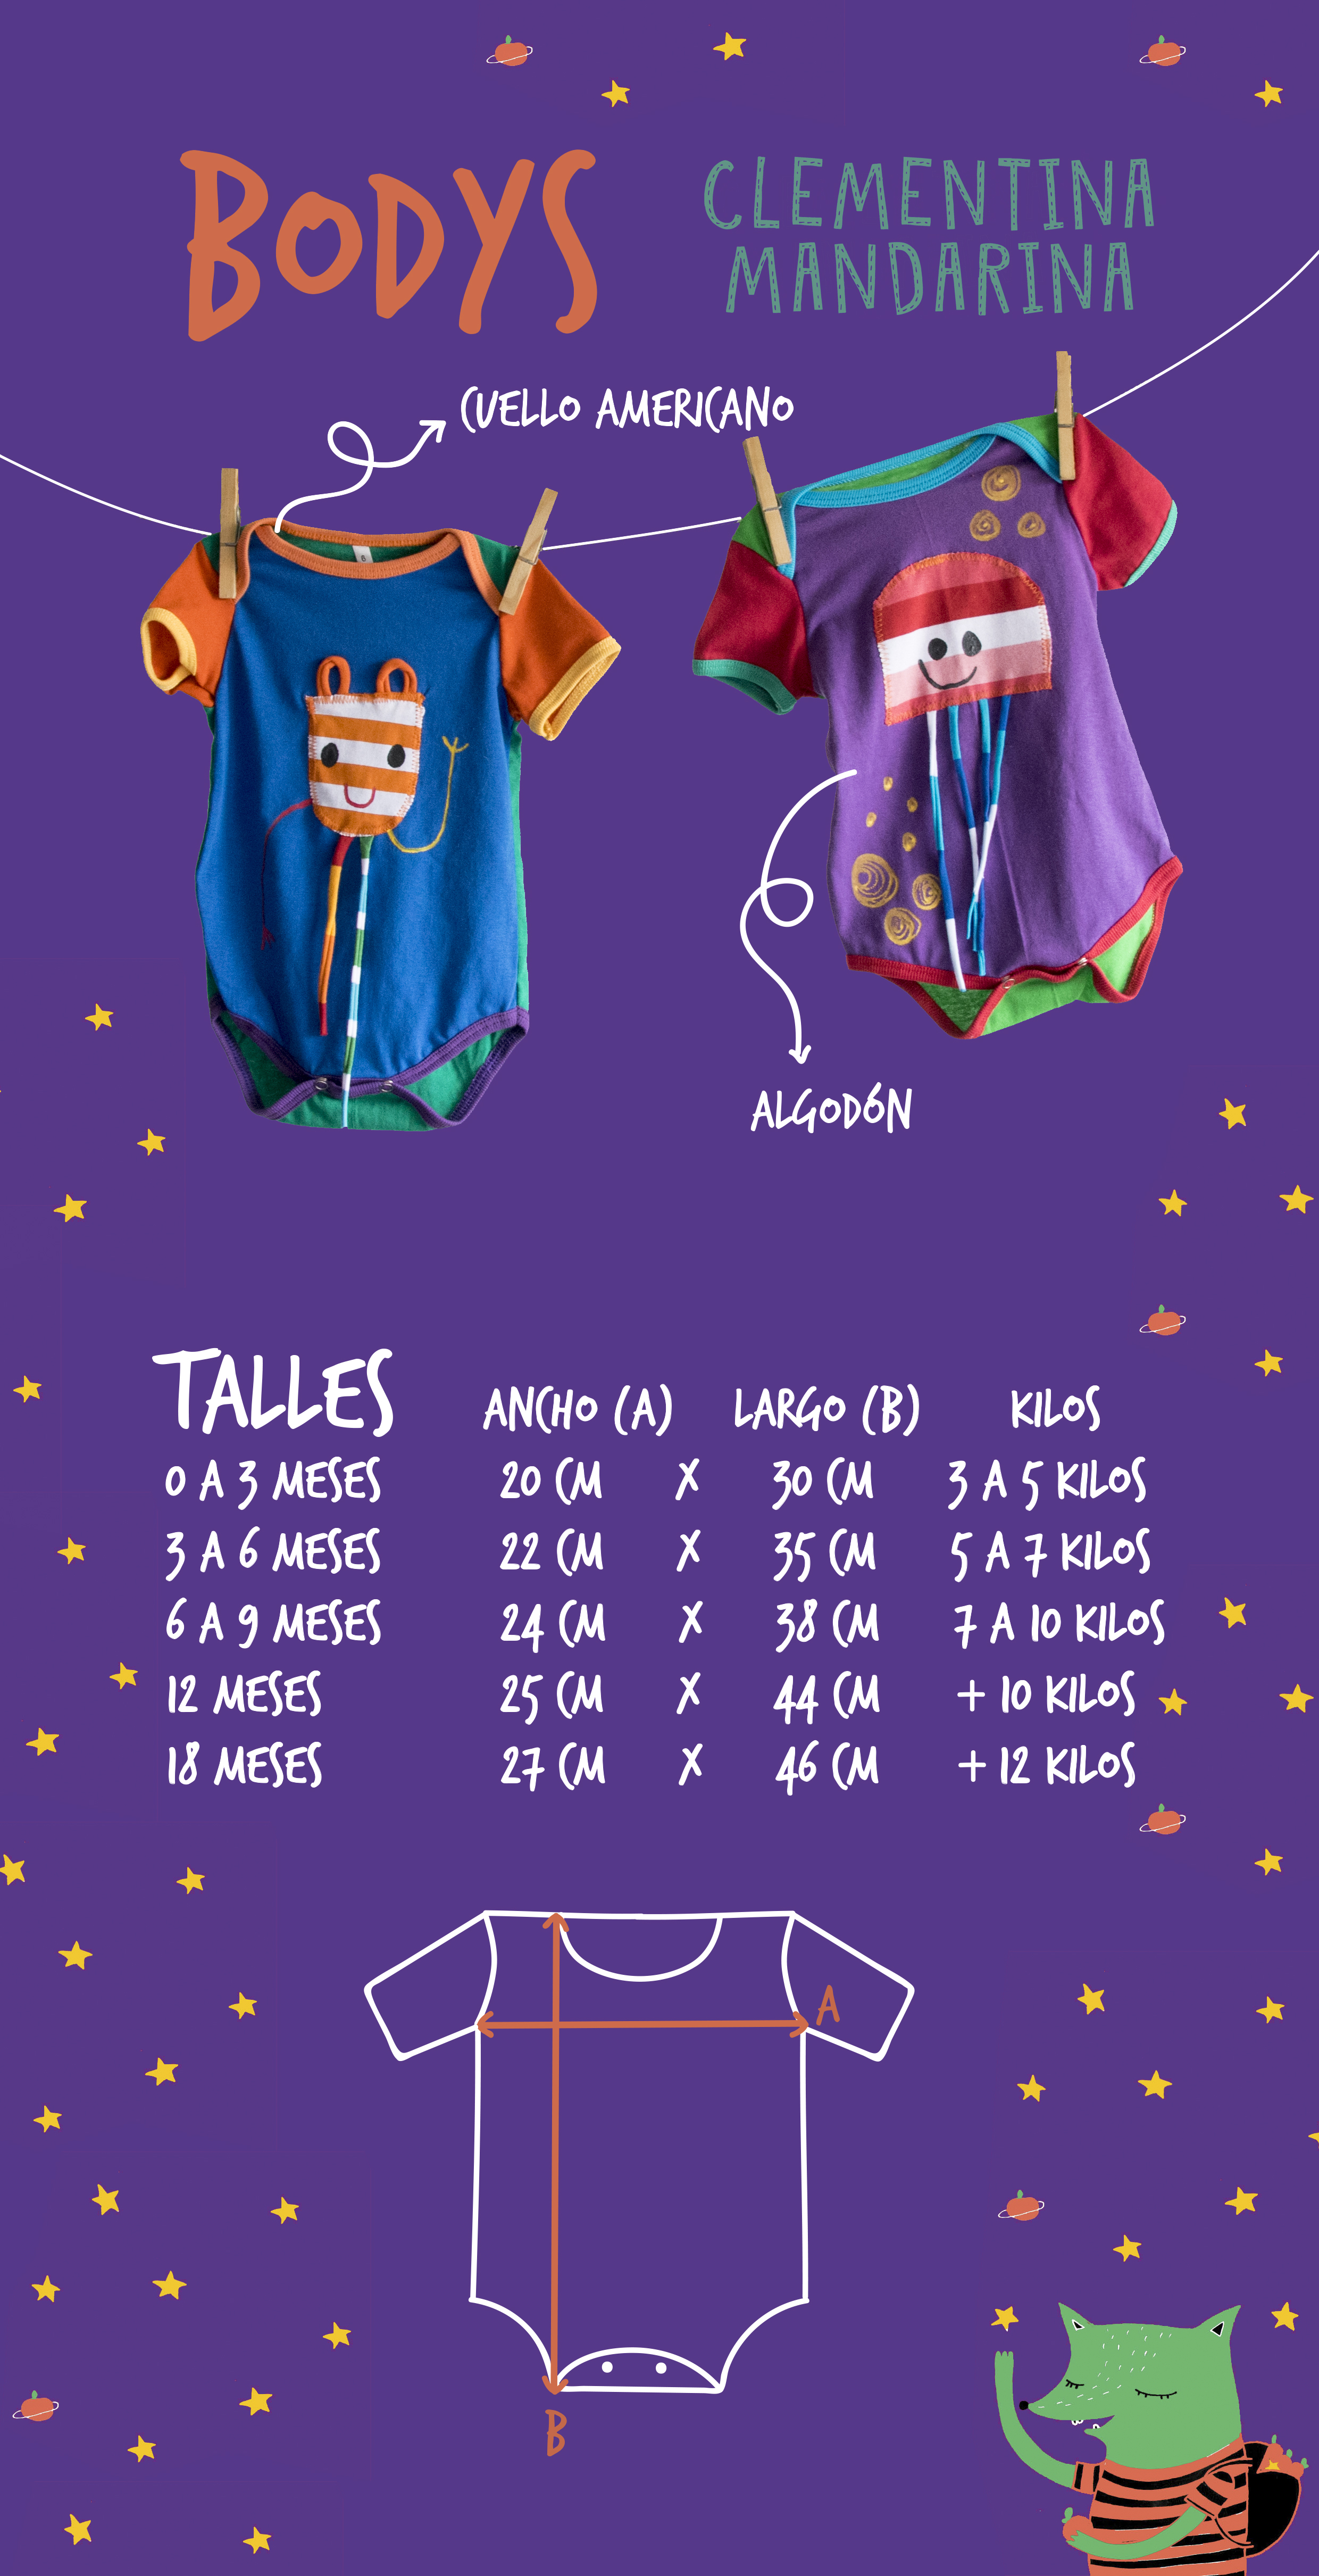 BODYS
CLEMENTINA
MANDARINA
CUELLO AMERICANO
ALGODÓN
TALLES ANCHO (A) LARGO (B) KILOS
0 A 3 MESES 20 CM X 30 CM 3 A 5 KILOS
3 A 6 MESES 22 CM X 35 CM 5 A 7 KILOS
6 A 9 MESES 24 CM X 38 CM 7 A 10 KILOS
12 MESES 25 CM X 44 CM + 10 KILOS
18 MESES 27 CM X 46 CM + 12 KILOS
A
B